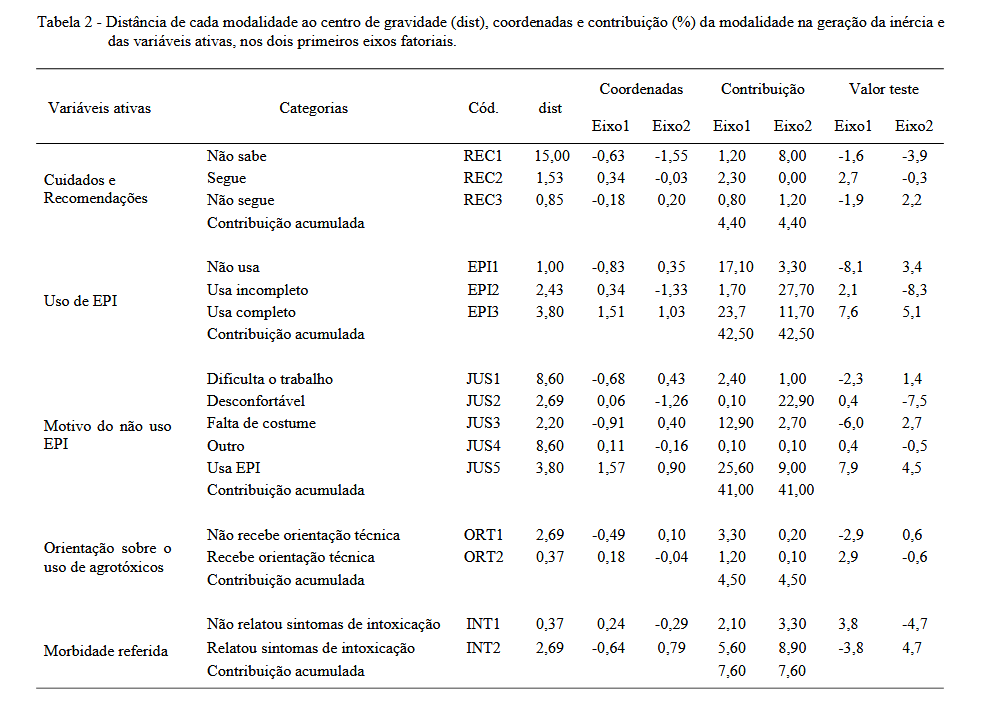 Tabela 2 - Distância de cada modalidade ao centro de gravidade (dist), coordenadas e contribuição (%) da modalidade na geração da inércia e
das variáveis ativas, nos dois primeiros eixos fatoriais.
Variáveis ativas Categorias Cód. dist Coordenadas Contribuição Valor teste
Eixo1 Eixo2 Eixo1 Eixo2 Eixo1 Eixo2
Cuidados e
Recomendações
Não sabe REC1 15,00 -0,63 -1,55 1,20 8,00 -1,6 -3,9
Segue REC2 1,53 0,34 -0,03 2,30 0,00 2,7 -0,3
Não segue REC3 0,85 -0,18 0,20 0,80 1,20 -1,9 2,2
Contribuição acumulada 4,40 4,40
Uso de EPI
Não usa EPI1 1,00 -0,83 0,35 17,10 3,30 -8,1 3,4
Usa incompleto EPI2 2,43 0,34 -1,33 1,70 27,70 2,1 -8,3
Usa completo EPI3 3,80 1,51 1,03 23,7 11,70 7,6 5,1
Contribuição acumulada 42,50 42,50
Motivo do não uso
EPI
Dificulta o trabalho JUS1 8,60 -0,68 0,43 2,40 1,00 -2,3 1,4
Desconfortável JUS2 2,69 0,06 -1,26 0,10 22,90 0,4 -7,5
Falta de costume JUS3 2,20 -0,91 0,40 12,90 2,70 -6,0 2,7
Outro JUS4 8,60 0,11 -0,16 0,10 0,10 0,4 -0,5
Usa EPI JUS5 3,80 1,57 0,90 25,60 9,00 7,9 4,5
Contribuição acumulada 41,00 41,00
Orientação sobre o
uso de agrotóxicos
Não recebe orientação técnica ORT1 2,69 -0,49 0,10 3,30 0,20 -2,9 0,6
Recebe orientação técnica ORT2 0,37 0,18 -0,04 1,20 0,10 2,9 -0,6
Contribuição acumulada 4,50 4,50
Morbidade referida
Não relatou sintomas de intoxicação INT1 0,37 0,24 -0,29 2,10 3,30 3,8 -4,7
Relatou sintomas de intoxicação INT2 2,69 -0,64 0,79 5,60 8,90 -3,8 4,7
Contribuição acumulada 7,60 7,60